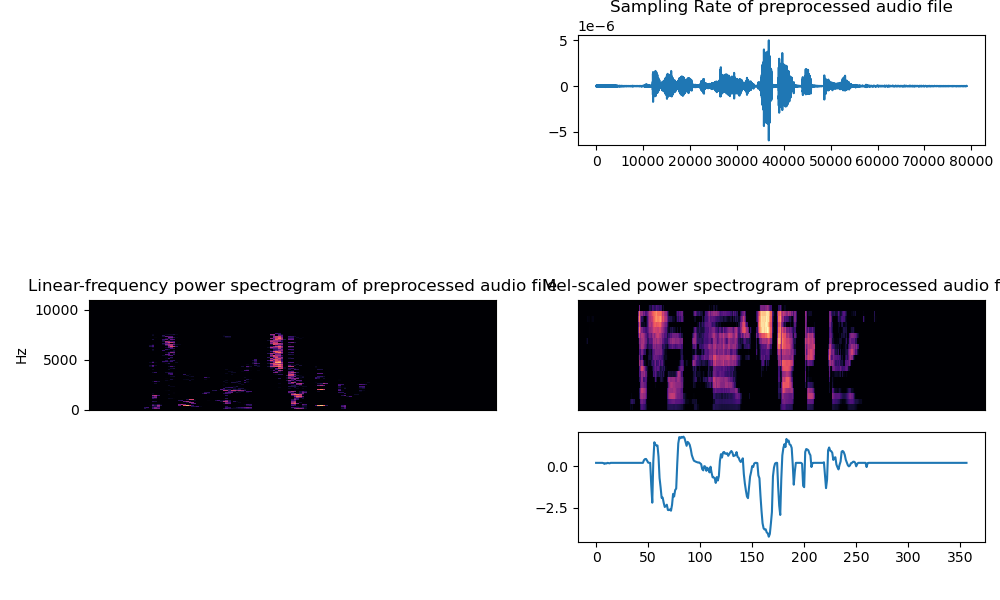 Sampling Rate of preprocessed audio file
1e−6
5
0
−5
0 10000 20000 30000 40000 50000 60000 70000 80000
Linear-frequency power spectrogram of preprocessed audio file
10000
5000
0
Hz
Mel-scaled power spectrogram of preprocessed audio f
0.0
−2.5
0 50 100 150 200 250 300 350